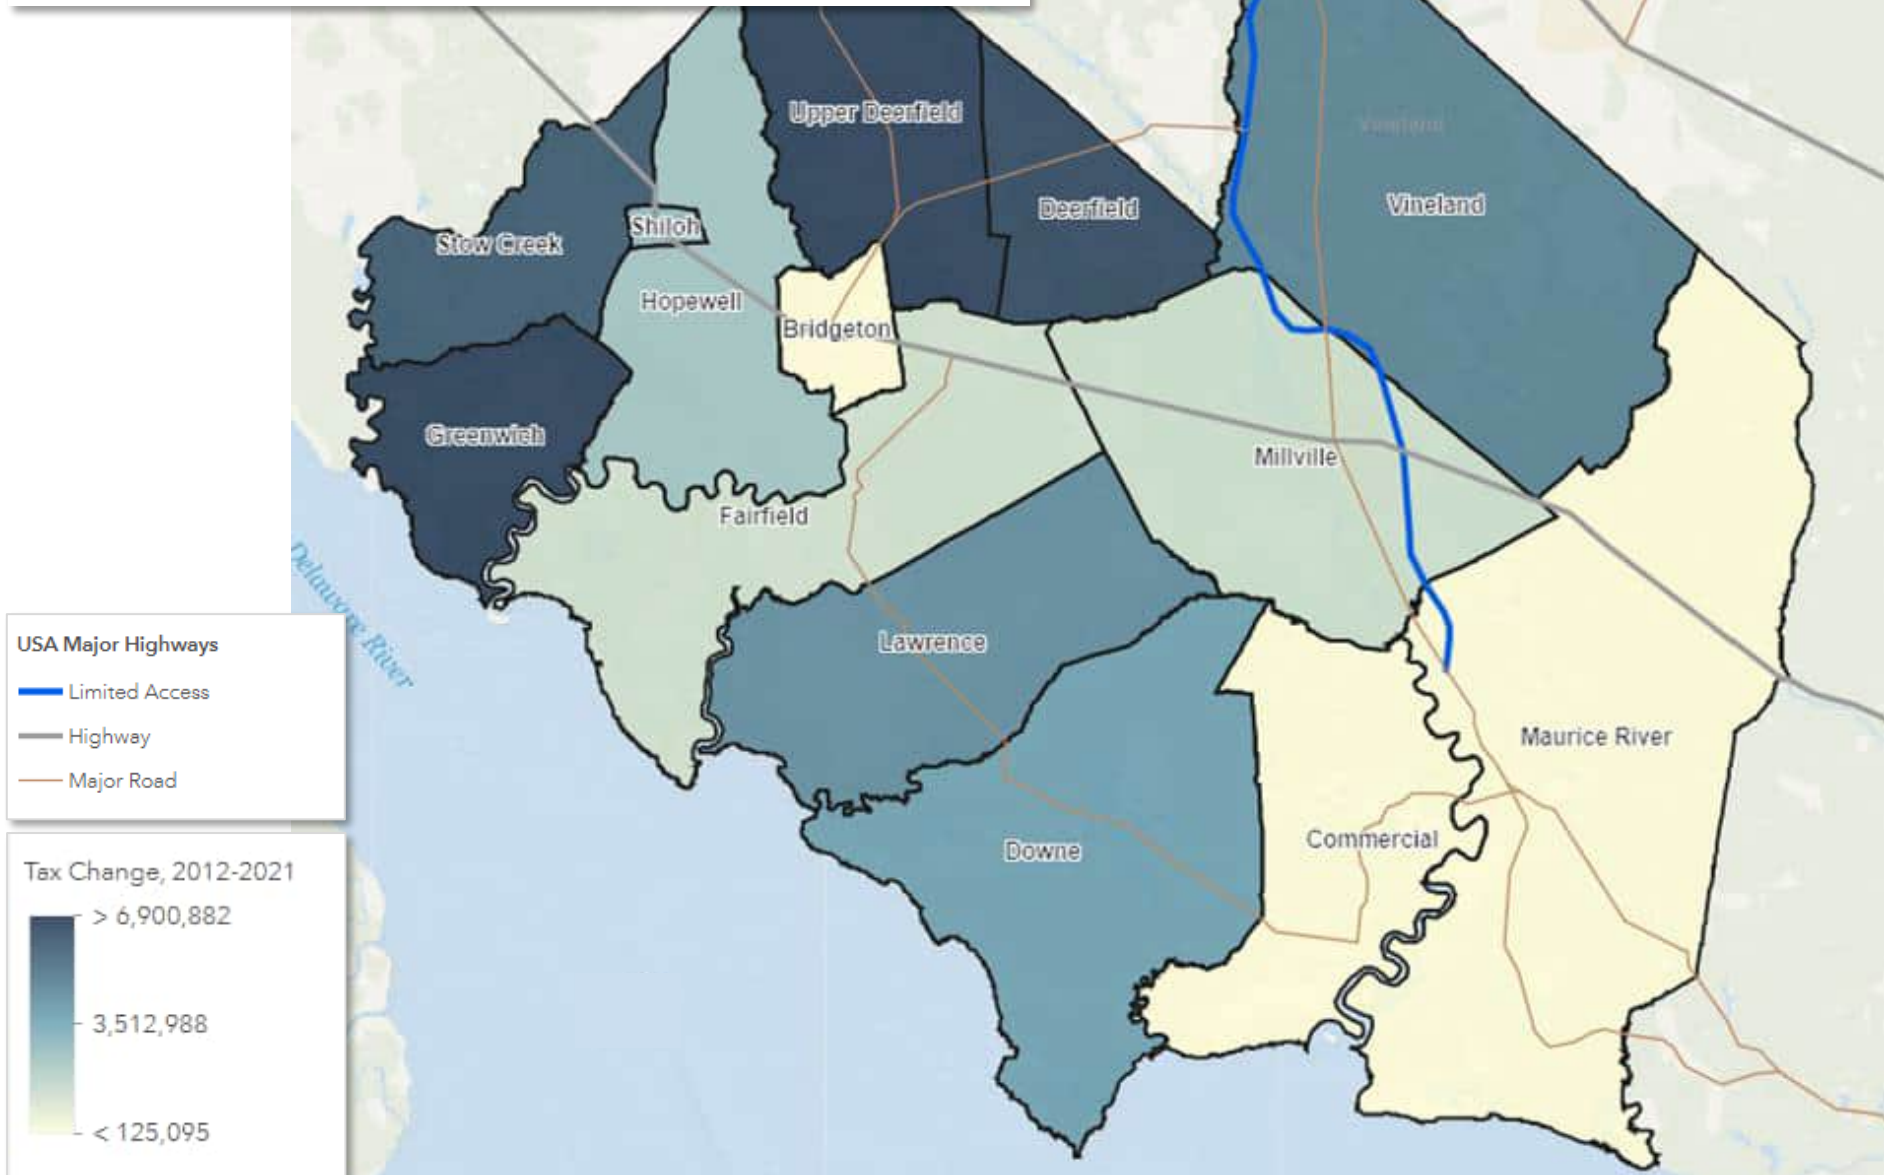 Upper Deerfield
Vineland
Deerfield
Vineland
Shiloh
Stow Creek
Hopewell
Bridgeton
Greenwich
Millville
Fairfield
Delaware River
Lawrence
Maurice River
Commercial
Downe
USA Major Highways
Limited Access
Highway
Major Road
Tax Change, 2012-2021
> 6,900,882
3,512,988
< 125,095